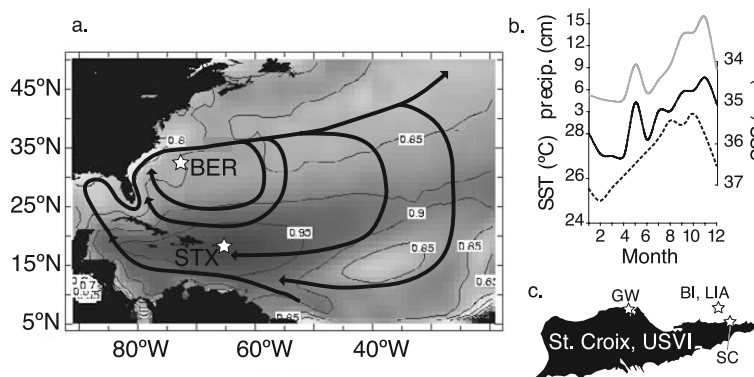 a.
45°N
35°N
25°N
15°N
5°N
80°W 60°W 40°W
0.8
BER
STX
0.85
0.9
0.95
0.85
0.85
0.85
b.
SST (ºC) precip. (cm)
15
12
9
6
3
28
26
24
34
35
36
37
2 4 6 8 10 12
Month
c.
GW BI, LIA
St. Croix, USVI
SC